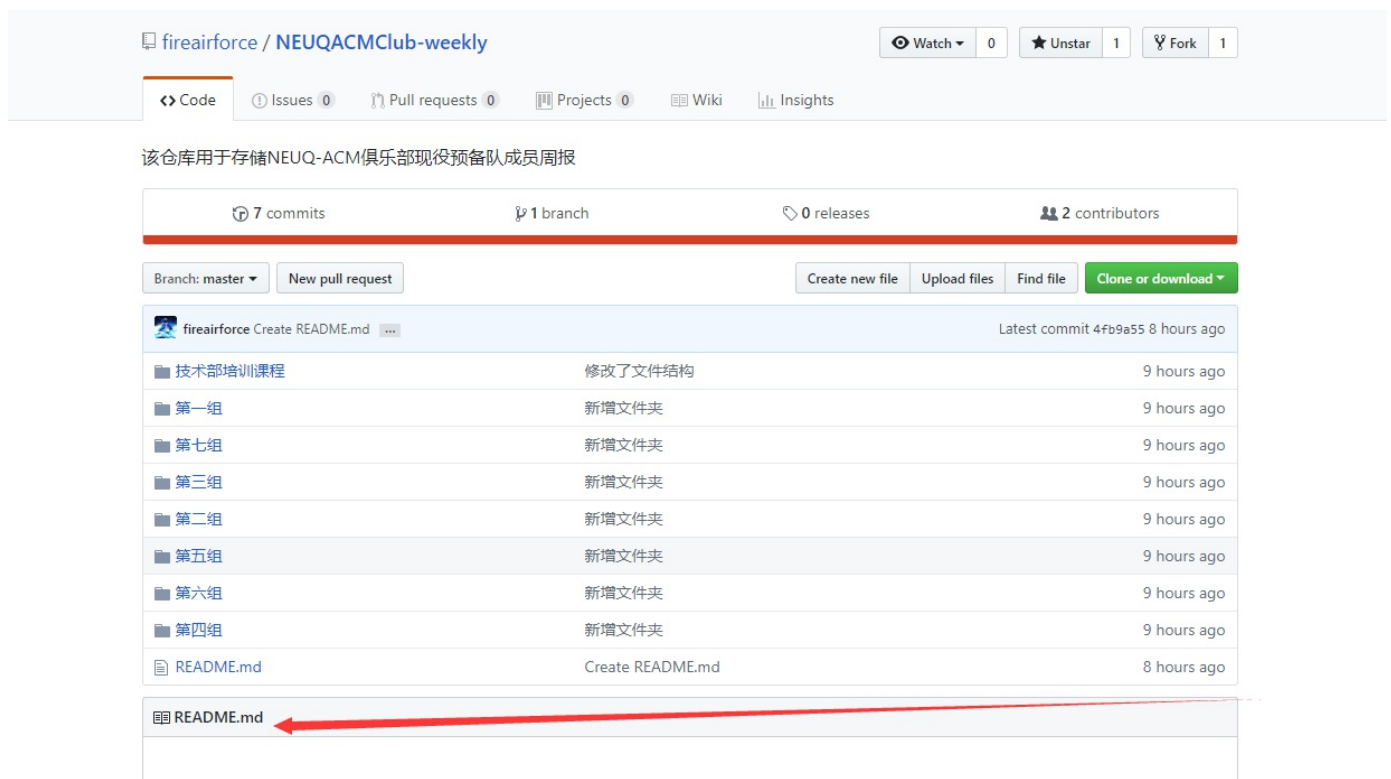 fireairforce / NEUQACMClub-weekly
Watch 0 Unstar 1 Fork 1
Code Issues 0 Pull requests 0 Projects 0 Wiki Insights
该仓库用于存储NEUQ-ACM俱乐部现役预备队成员周报
7 commits 1 branch 0 releases 2 contributors
Branch: master New pull request Create new file Upload files Find file Clone or download
fireairforce Create README.md ... Latest commit 4fb9a55 8 hours ago
技术部培训课程 修改了文件结构 9 hours ago
第一组 新增文件夹 9 hours ago
第七组 新增文件夹 9 hours ago
第三组 新增文件夹 9 hours ago
第二组 新增文件夹 9 hours ago
第五组 新增文件夹 9 hours ago
第六组 新增文件夹 9 hours ago
第四组 新增文件夹 9 hours ago
README.md Create README.md 8 hours ago
README.md